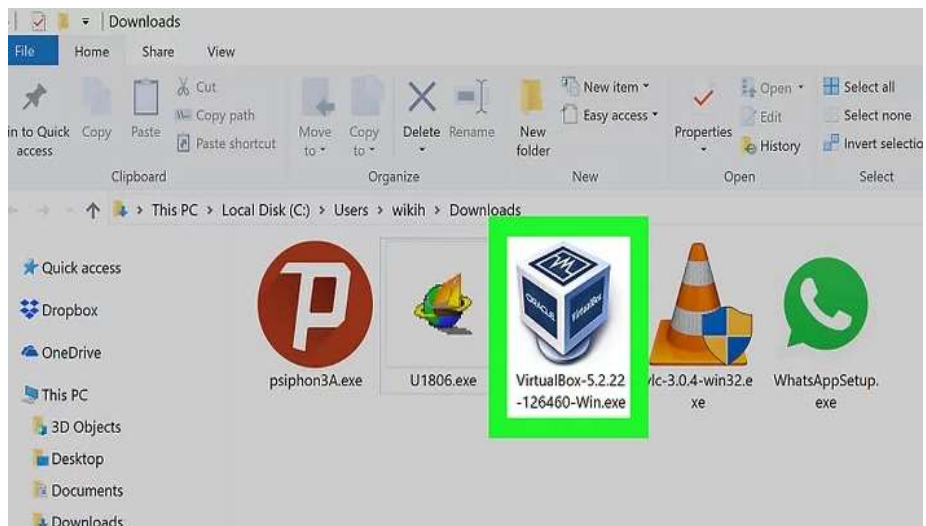 Downloads
File Home Share View
in to Quick access
Copy
Paste
Cut
Copy path
Paste shortcut
Clipboard
Move to
Copy to
Delete
Rename
Organize
New folder
New item
Easy access
New
Properties
Open
Edit
History
Open
Select all
Select none
Invert selectio
Select
This PC > Local Disk (C:) > Users > wikih > Downloads
Quick access
Dropbox
OneDrive
This PC
3D Objects
Desktop
Documents
Downloads
psiphon3A.exe
U1806.exe
ORACLE
VirtualBox
VirtualBox-5.2.22
-126460-Win.exe
vlc-3.0.4-win32.e
xe
WhatsAppSetup.
exe